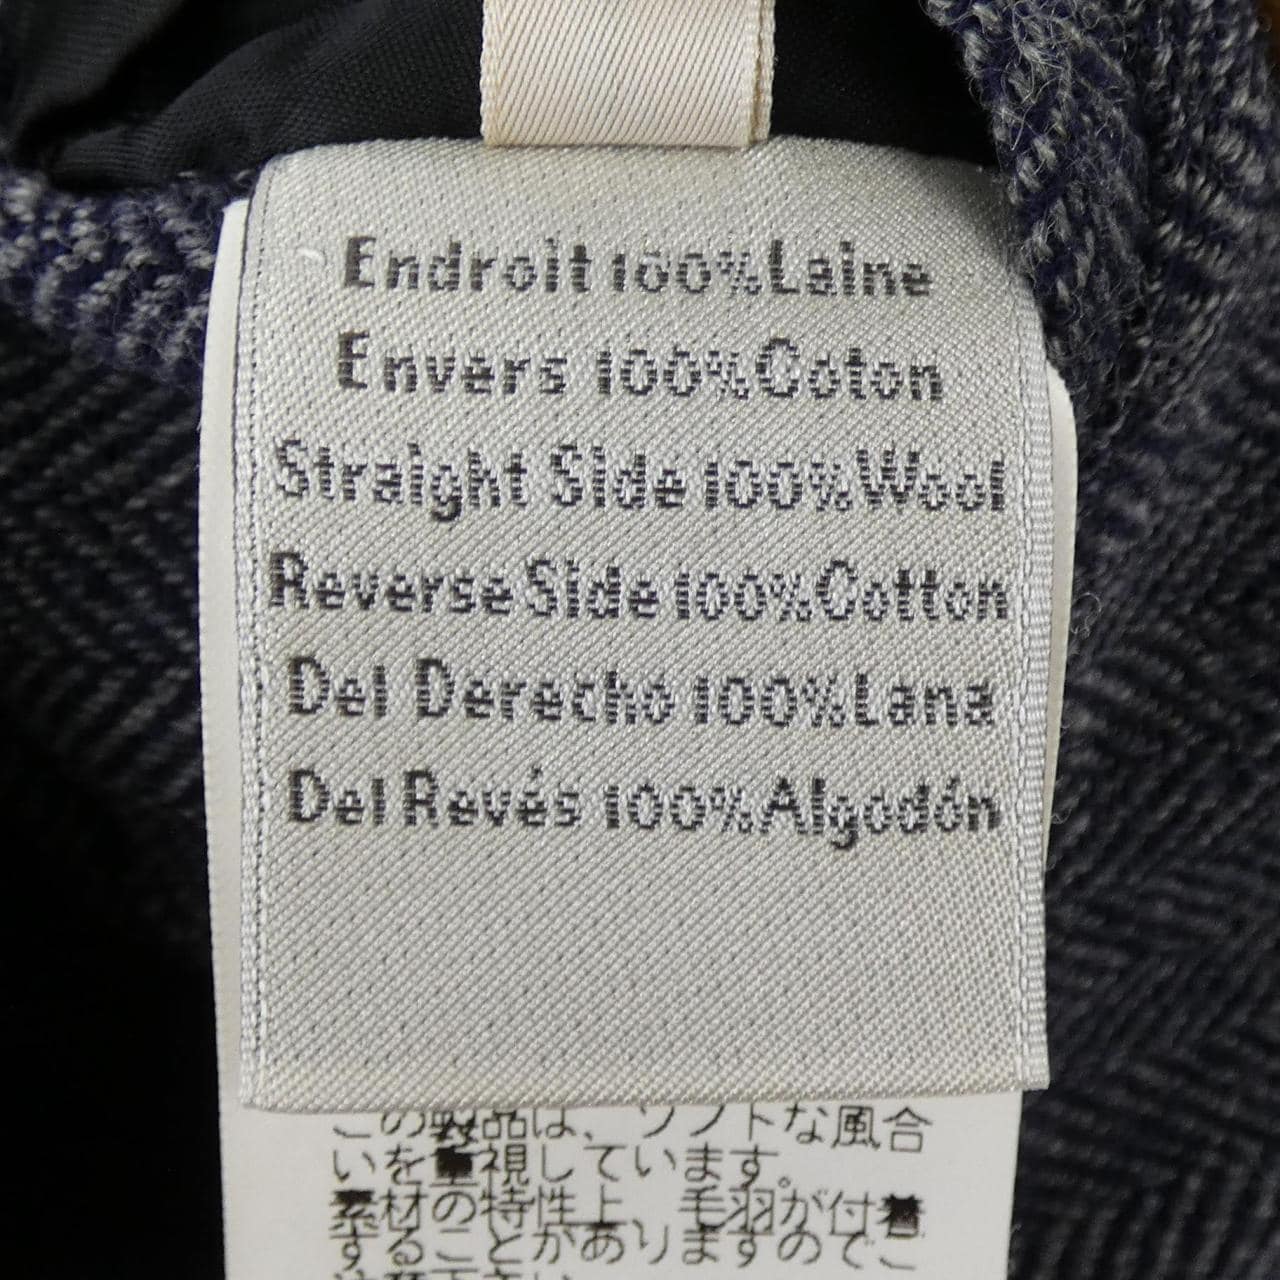 Endroit 100%Laine
Envers 100%Coton
Straight Side 100%Wool
Reverse Side 100%Cotton
Del Derecho 100%Lana
Del Revés 100%Algodón
この製品は、ソフトな風合
いを重視しています。
素材の特性上、毛羽が付着
することがありますのでご